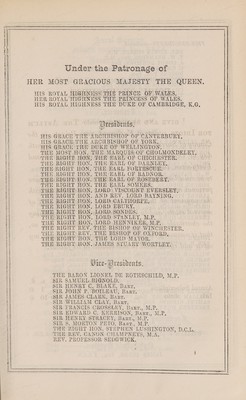 Under the Patronage of
HER MOST GRACIOUS MAJESTY THE QUEEN,
HIS ROYAL HIGHNESS THE PRINCE OF WALES,
HER ROYAL HIGHNESS THE PRINCESS OF WALES,
HIS ROYAL HIGHNESS THE DUKE OF CAMBRIDGE, K.G.
Presidents.
HIS GRACE THE ARCHBISHOP OF CANTERBURY,
HIS GRACE THE ARCHBISHOP OF YORK,
HIS GRACE THE DUKE OF WELLINGTON,
THE MOST HON. THE MARQUIS OF CHOLMONDELEY,
THE RIGHT HON. THE EARL OF CHICHESTER,
THE RIGHT HON. THE EARL OF
THE RIGHT HON. THE EARL FORTESCUE,
THE RIGHT HON. THE EARL OF RADNOR,
THE RIGHT HON. THE EARL OF ROSEBERY,
THE RIGHT HON. THE EARL SOMERS,
THE RIGHT HON. LORD VISCOUNT EVERSLEY,
THE RIGHT HON. AND REV. LORD BAYNING,
THE RIGHT HON. LORD CALTHORPE,
THE RIGHT HON. LORD EBURY,
THE RIGHT HON. LORD SONDES,
THE RIGHT HON. LORD STANLEY, M.P.
THE RIGHT HON. LORD HENNIKER, M.P.
THE RIGHT REV. THE BISHOP OF WINCHESTER,
THE RIGHT REV. THE BISHOP OF OXFORD,
THE RIGHT HON. THE LORD MAYOR,
THE RIGHT HON. JAMES STUART WORTLEY.
Vice-Presidents.
THE BARON LIONEL DE ROTHSCHILD, M.P.
SIR SAMUEL BIGNOLD,
SIR HENRY C. BLAKE, BART.
SIR JOHN P. BOILEAU, BART.
SIR JAMES CLARK, BART.
SIR WILLIAM CLAY, BART.
SIR FRANCIS CROSSLEY, BART., M.P.
SIR EDWARD C. KERRISON, BART., M.P.
SIR HENRY STRACEY, BART., M.P.
SIR S. MORTON PETO, BART., M.P.
THE RIGHT HON. STEPHEN LUSHINGTON, D.C.L.
THE REV. CANON CHAMPNEYS, M.A.
REV. PROFESSOR SEDGWICK.